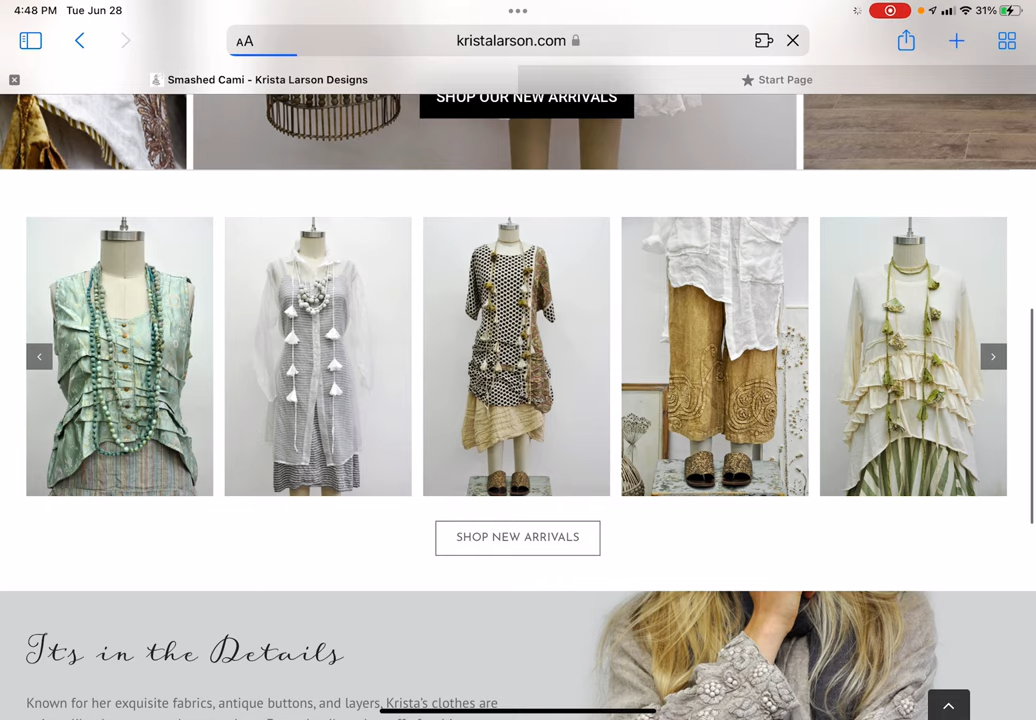 4:48 PM Tue Jun 28
31%
AA
kristalarson.com
Smashed Cami - Krista Larson Designs
Start Page
SHOP OUR NEW ARRIVALS
SHOP NEW ARRIVALS
It's in the Details
Known for her exquisite fabrics, antique buttons, and layers, Krista's clothes are